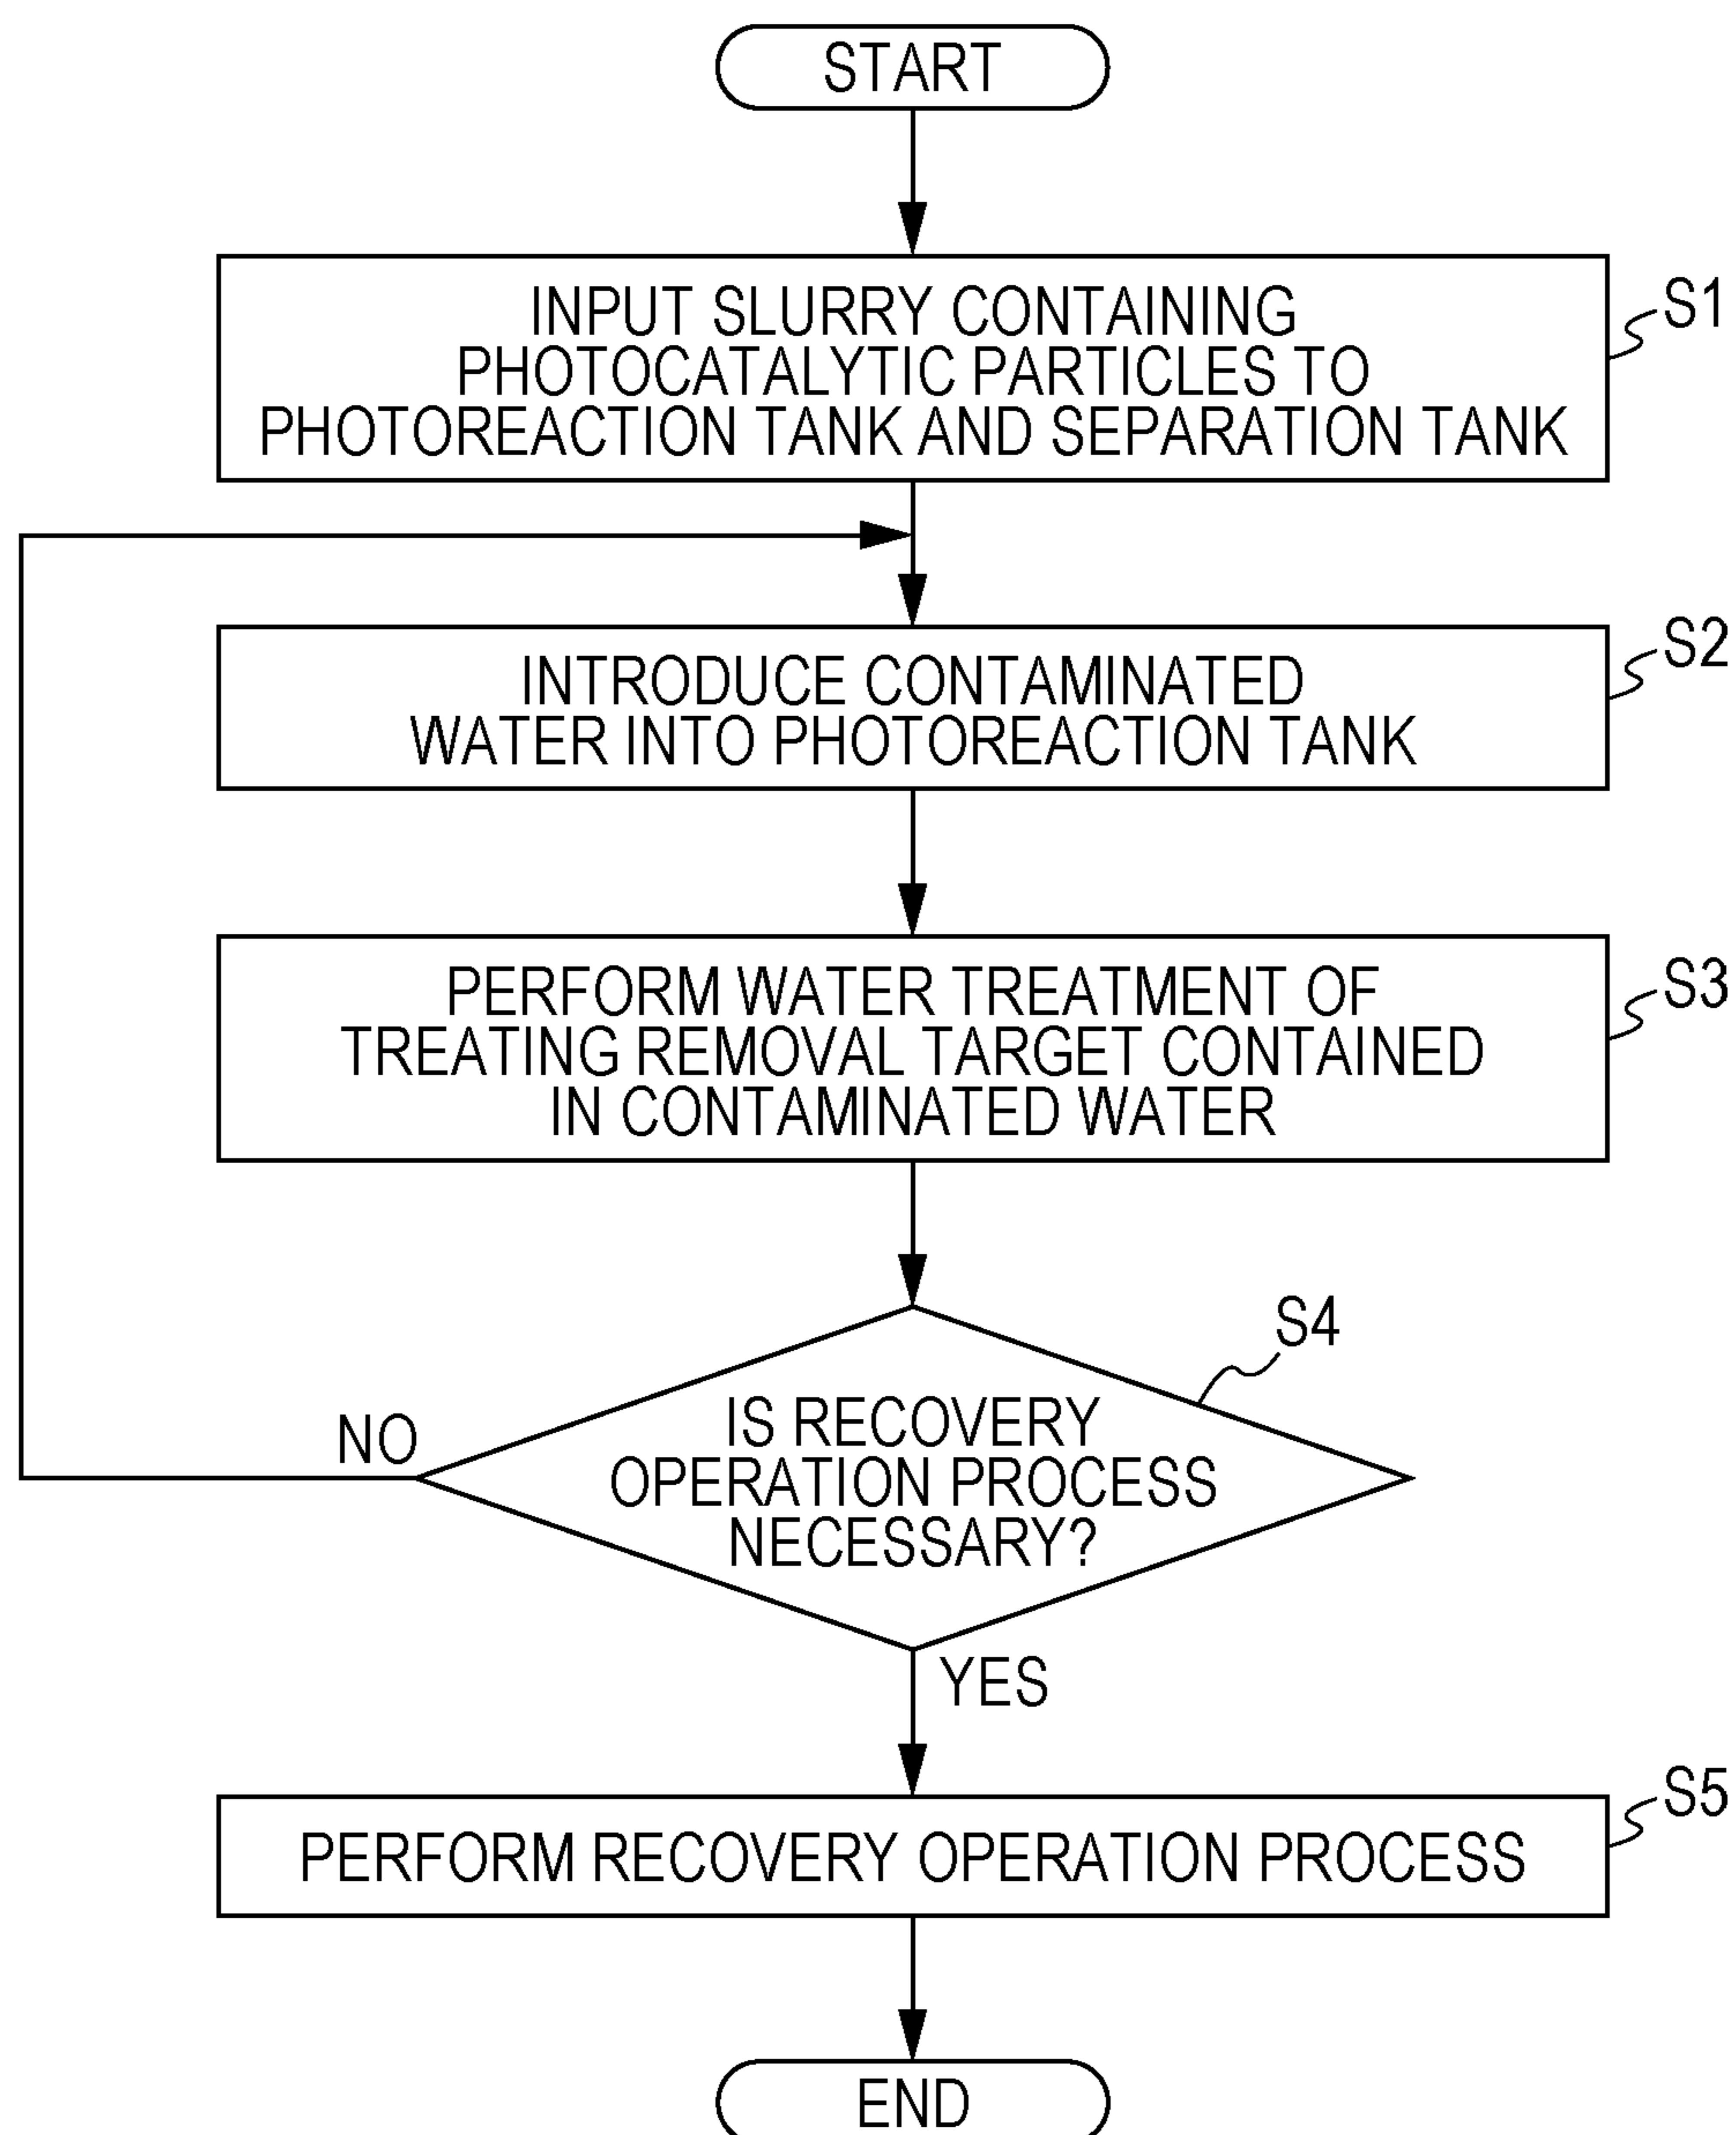 START
INPUT SLURRY CONTAINING
PHOTOCATALYTIC PARTICLES TO
PHOTOREACTION TANK AND SEPARATION TANK
S1
INTRODUCE CONTAMINATED
WATER INTO PHOTOREACTION TANK
S2
PERFORM WATER TREATMENT OF
TREATING REMOVAL TARGET CONTAINED
IN CONTAMINATED WATER
S3
S4
IS RECOVERY
OPERATION PROCESS
NECESSARY?
NO
YES
PERFORM RECOVERY OPERATION PROCESS
S5
END